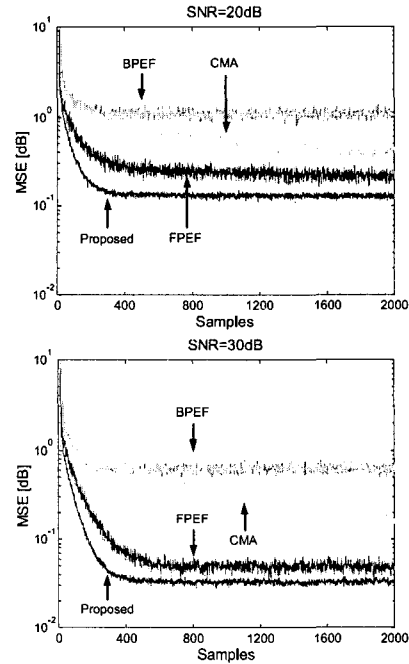 SNR=20dB
10^1
BPEF
CMA
10^0
MSE [dB]
10^-1
Proposed
FPEF
10^-2
0 400 800 1200 1600 2000
Samples
SNR=30dB
10^1
BPEF
10^0
MSE [dB]
FPEF
CMA
10^-1
Proposed
10^-2
0 400 800 1200 1600 2000
Samples